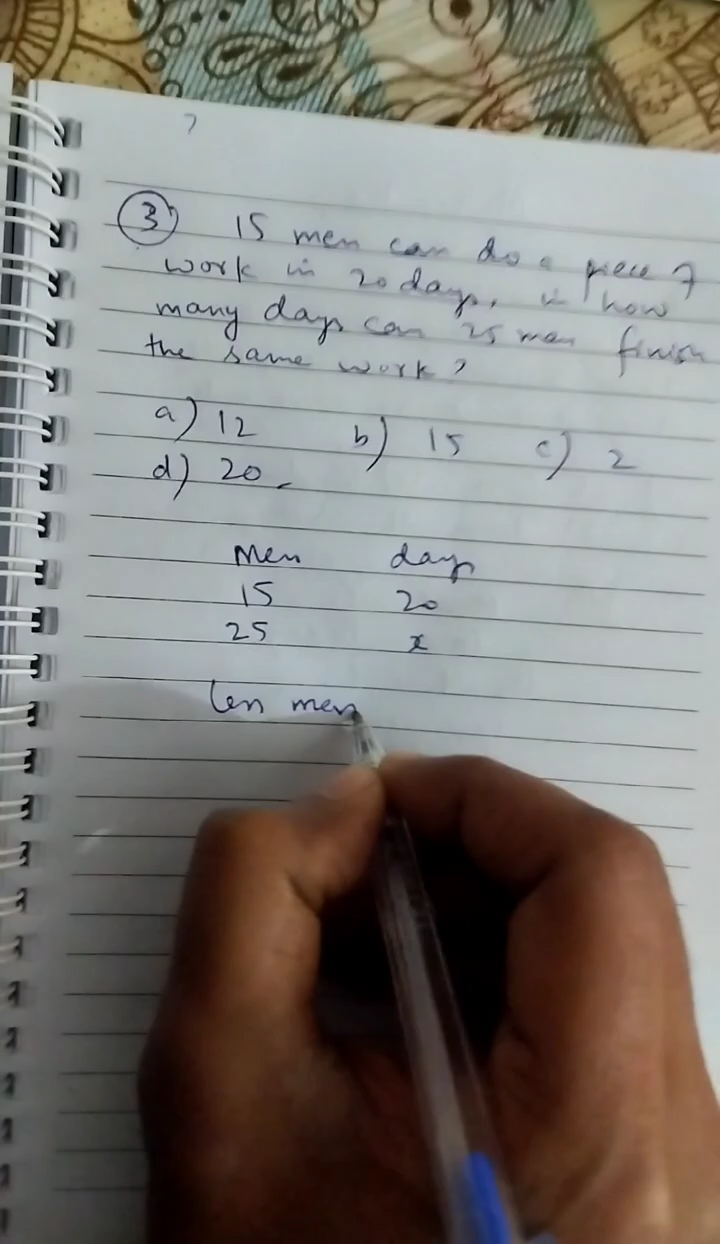 3) 15 men can do a piece of
work in 20 days, in how
many days can 25 men finish
the same work?
a) 12 b) 15 c) 2
d) 20.
Men days
15 20
25 x
Less men